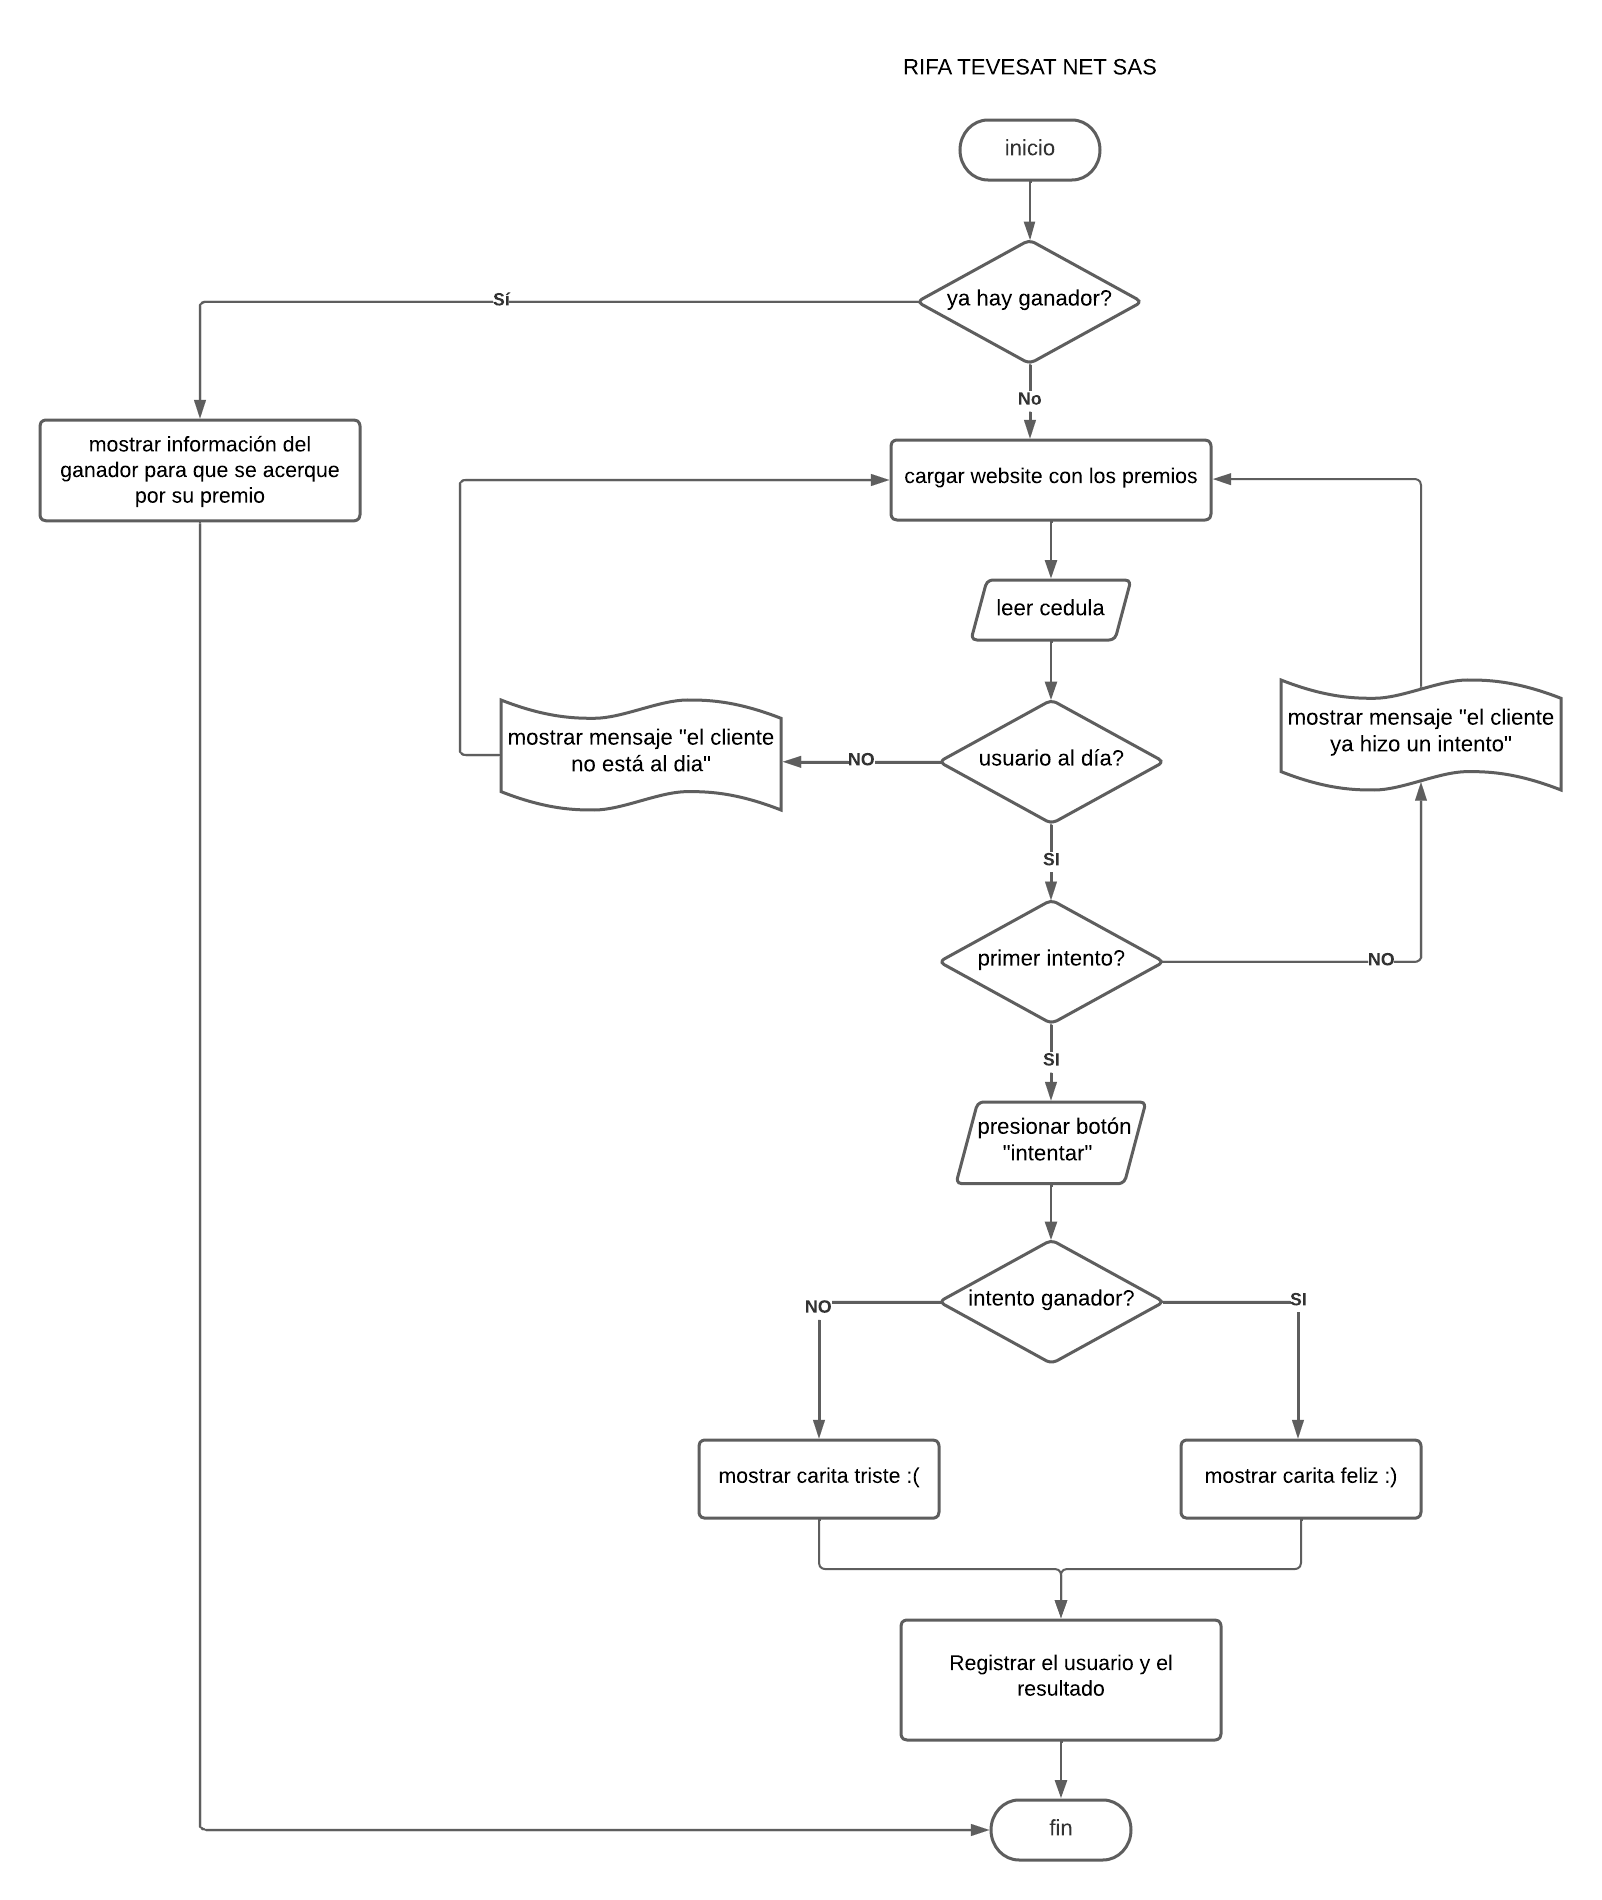 RIFA TEVESAT NET SAS
inicio
ya hay ganador?
Sí
No
mostrar información del
ganador para que se acerque
por su premio
cargar website con los premios
leer cedula
mostrar mensaje "el cliente
no está al dia"
NO
usuario al día?
mostrar mensaje "el cliente
ya hizo un intento"
SI
primer intento?
NO
SI
presionar botón
"intentar"
intento ganador?
NO
SI
mostrar carita triste :(
mostrar carita feliz :)
Registrar el usuario y el
resultado
fin